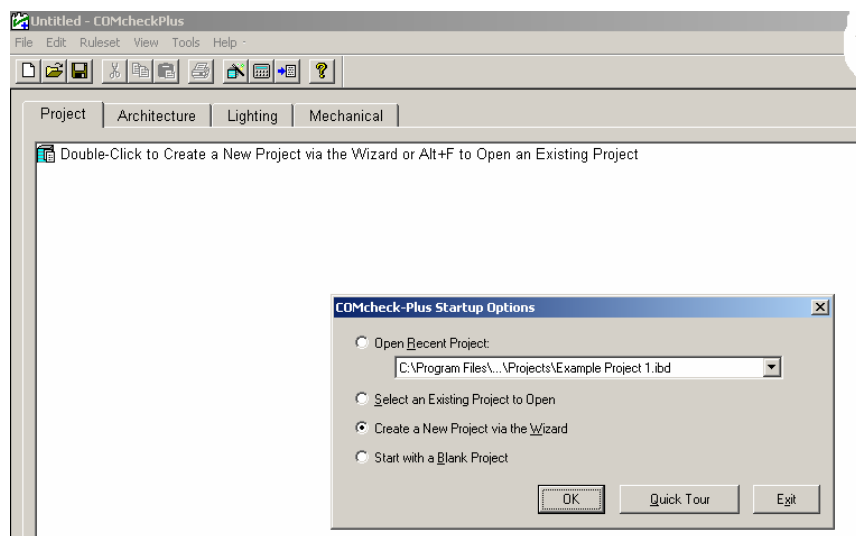 Untitled - COMcheckPlus
File Edit Ruleset View Tools Help
Project Architecture Lighting Mechanical
Double-Click to Create a New Project via the Wizard or Alt+F to Open an Existing Project
COMcheck-Plus Startup Options
Open Recent Project:
C:\Program Files\...\Projects\Example Project 1.ibd
Select an Existing Project to Open
Create a New Project via the Wizard
Start with a Blank Project
OK Quick Tour Exit